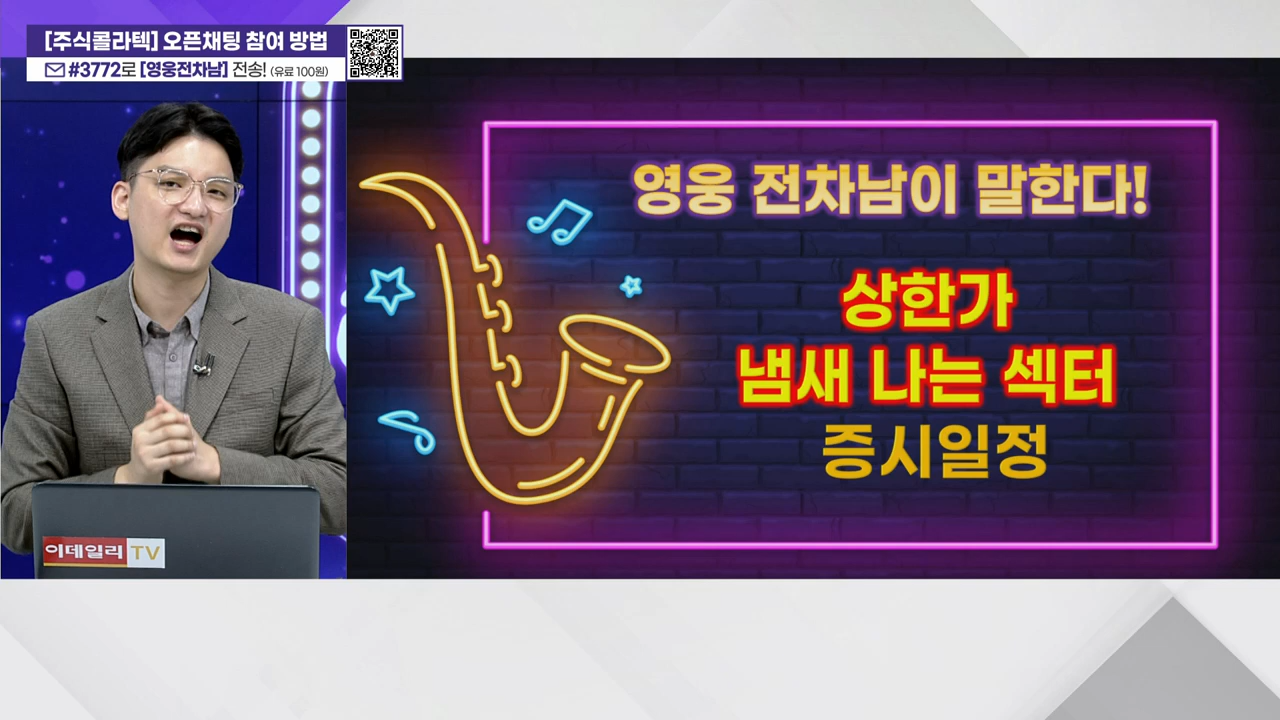 [주식콜라텍] 오픈채팅 참여 방법
#3772로 [영웅전차남] 전송! (유료 100원)
영웅 전차남이 말한다!
상한가
냄새 나는 섹터
증시일정
이데일리 TV